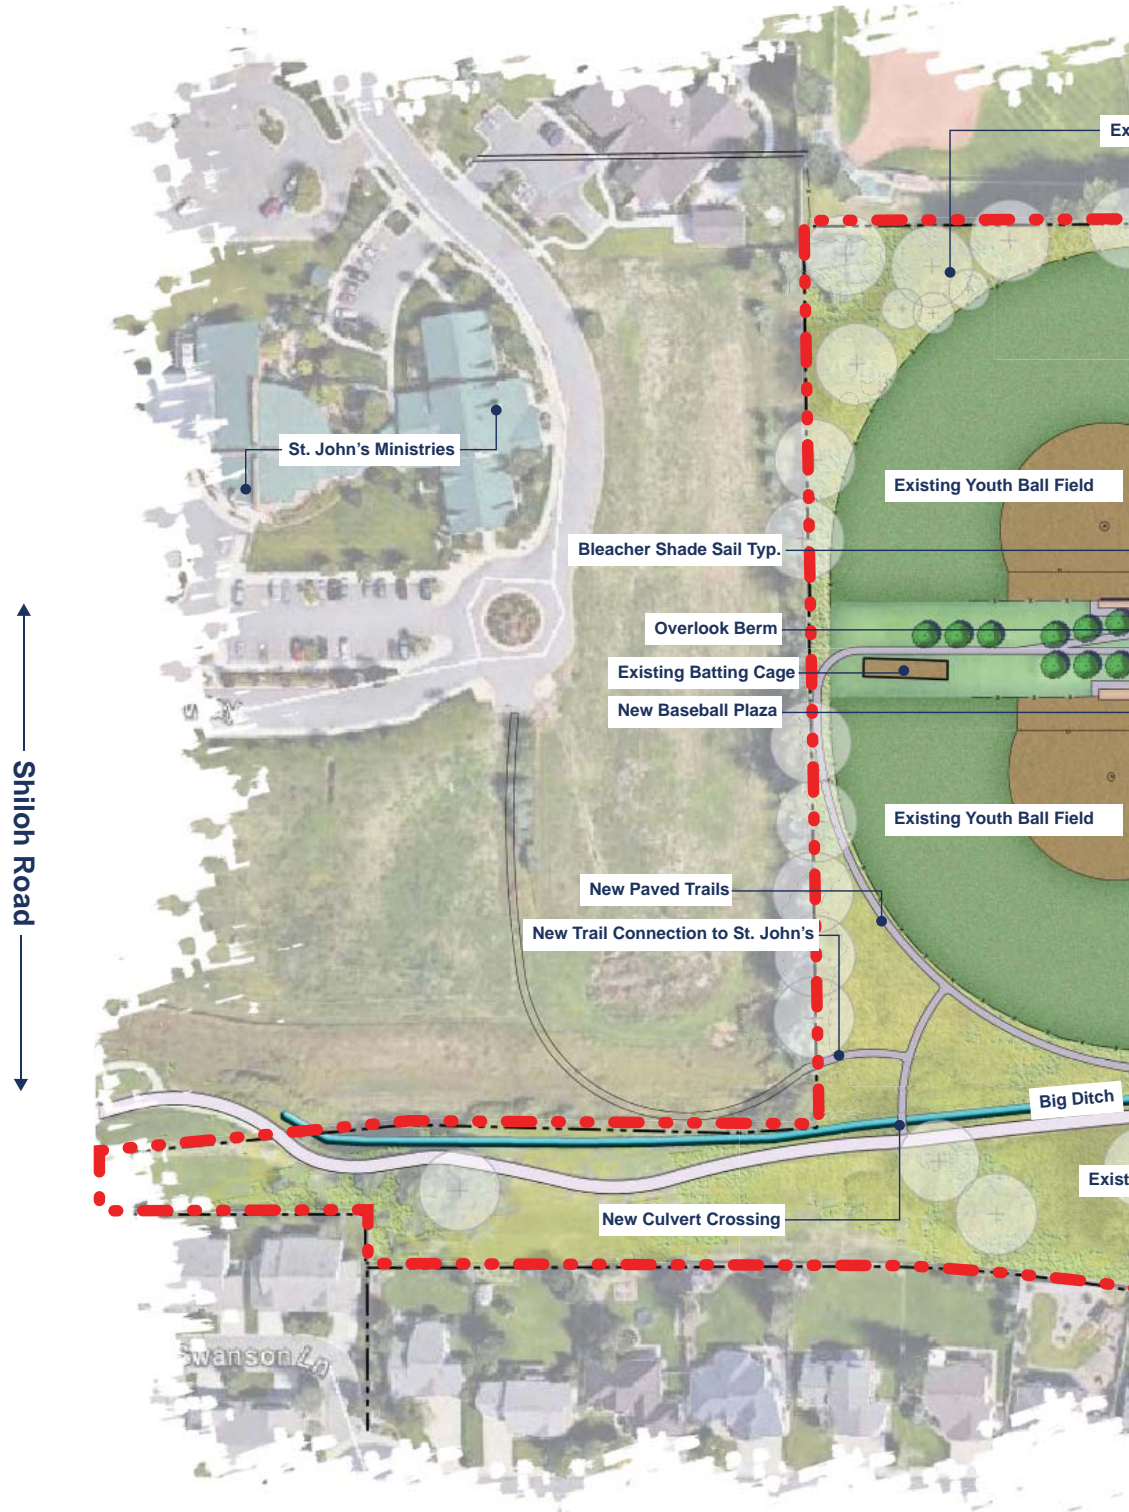 Ex
St. John's Ministries
Existing Youth Ball Field
Bleacher Shade Sail Typ.
Overlook Berm
Existing Batting Cage
New Baseball Plaza
Shiloh Road
Existing Youth Ball Field
New Paved Trails
New Trail Connection to St. John's
Big Ditch
Exist
New Culvert Crossing
Swanson Ln